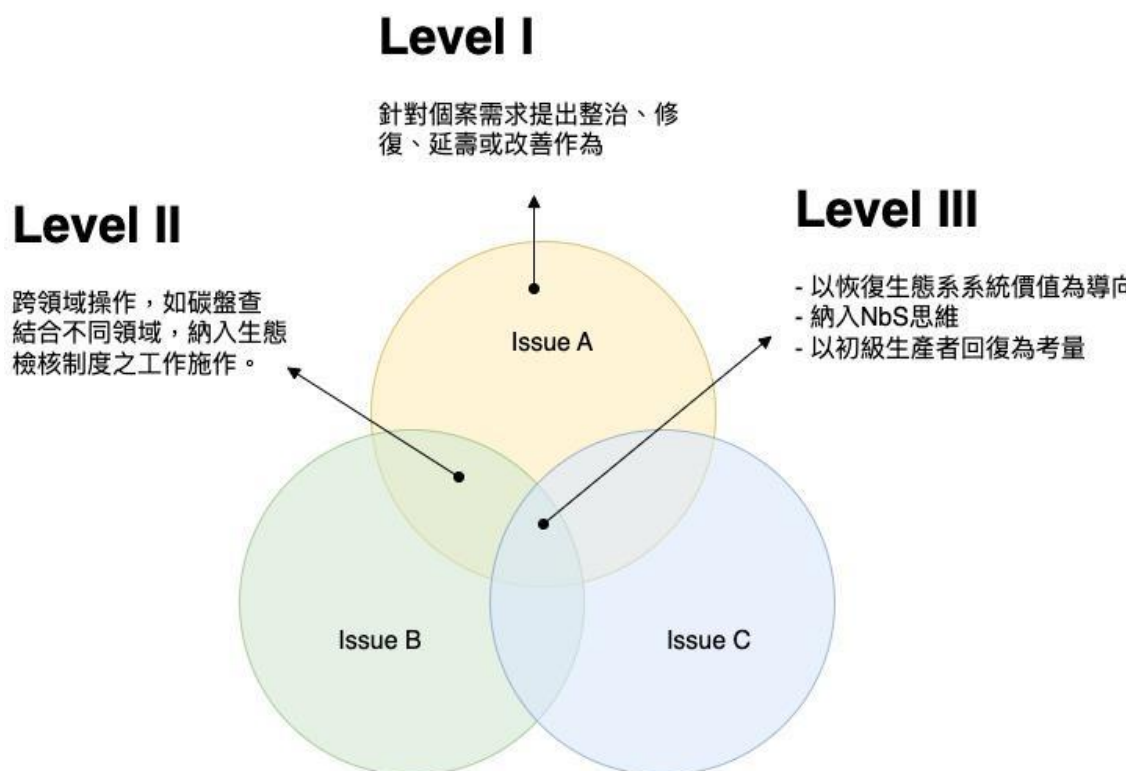 Level I
針對個案需求提出整治、修
復、延壽或改善作為
Level II
跨領域操作，如碳盤查
結合不同領域，納入生態
檢核制度之工作施作。
Level III
- 以恢復生態系系統價值為導向
- 納入NbS思維
- 以初級生產者回復為考量
Issue A
Issue B
Issue C